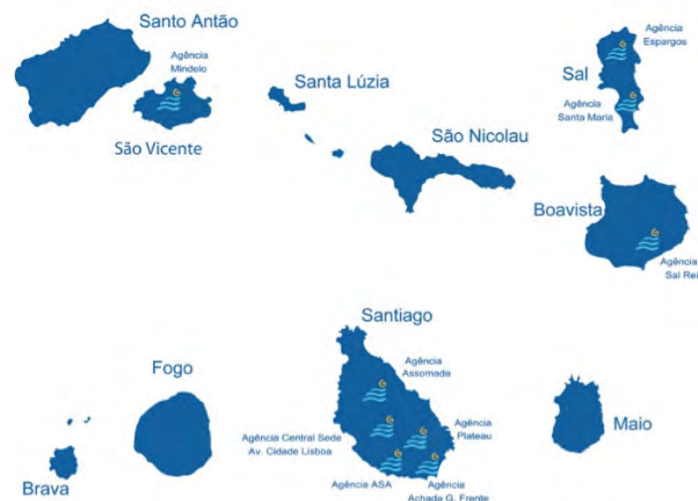 Santo Antão
Agência
Mindelo
São Vicente
Santa Lúzia
São Nicolau
Agência
Espargos
Sal
Agência
Santa Maria
Boavista
Agência
Sal Rei
Santiago
Agência
Assomada
Agência Central Sede
Av. Cidade Lisboa
Agência
Plateau
Agência ASA
Agência
Achada G. Frente
Fogo
Brava
Maio